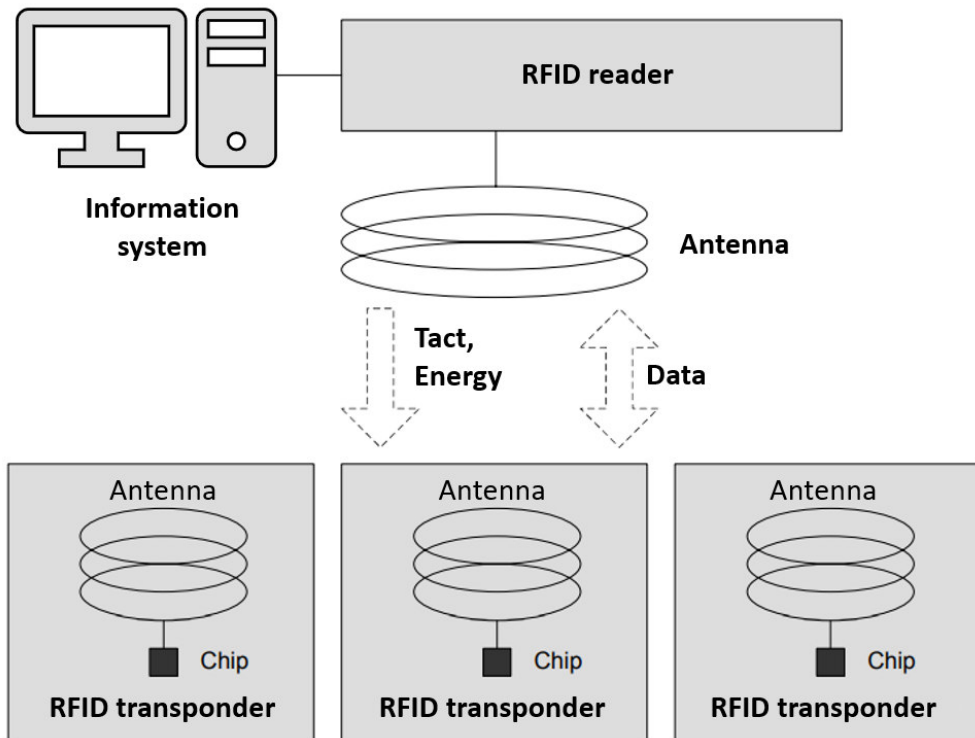 RFID reader
Information
system
Antenna
Tact,
Energy
Data
Antenna
Chip
RFID transponder
Antenna
Chip
RFID transponder
Antenna
Chip
RFID transponder